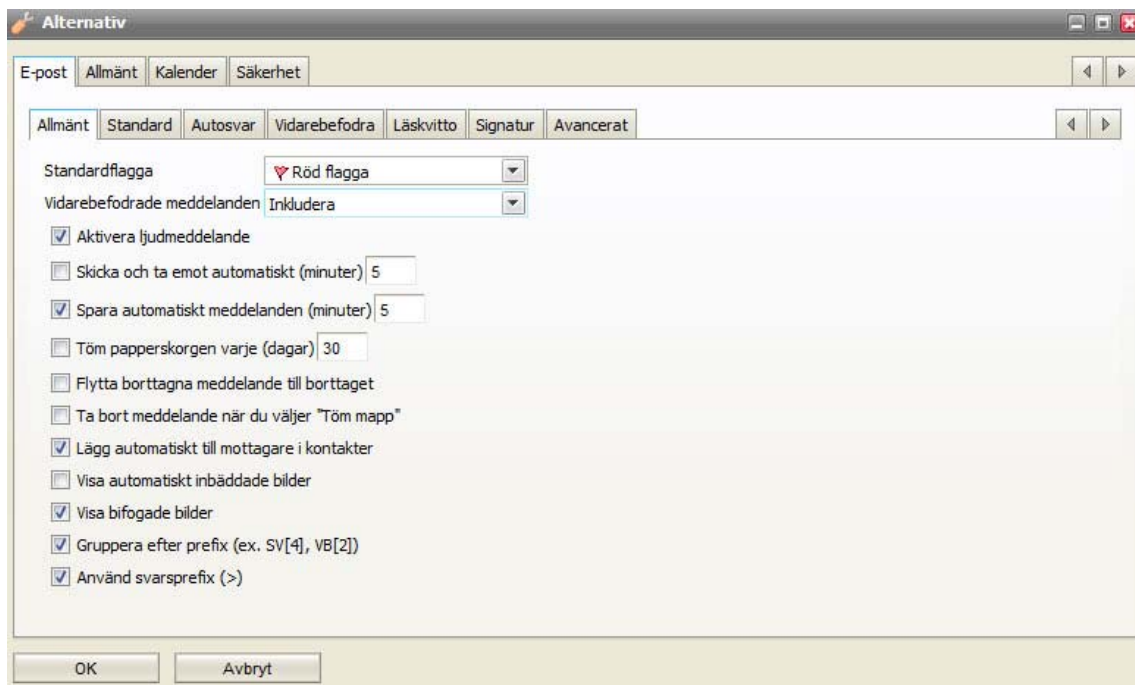 Alternativ
E-post Allmänt Kalender Säkerhet
Allmänt Standard Autosvar Vidarebefodra Läskvitto Signatur Avancerat
Standardflagga Röd flagga
Vidarebefodrade meddelanden Inkludera
Aktivera ljudmeddelande
Skicka och ta emot automatiskt (minuter) 5
Spara automatiskt meddelanden (minuter) 5
Töm papperskorgen varje (dagar) 30
Flytta borttagna meddelande till borttaget
Ta bort meddelande när du väljer "Töm mapp"
Lägg automatiskt till mottagare i kontakter
Visa automatiskt inbäddade bilder
Visa bifogade bilder
Gruppera efter prefix (ex. SV[4], VB[2])
Använd svarsprefix (>)
OK Avbryt